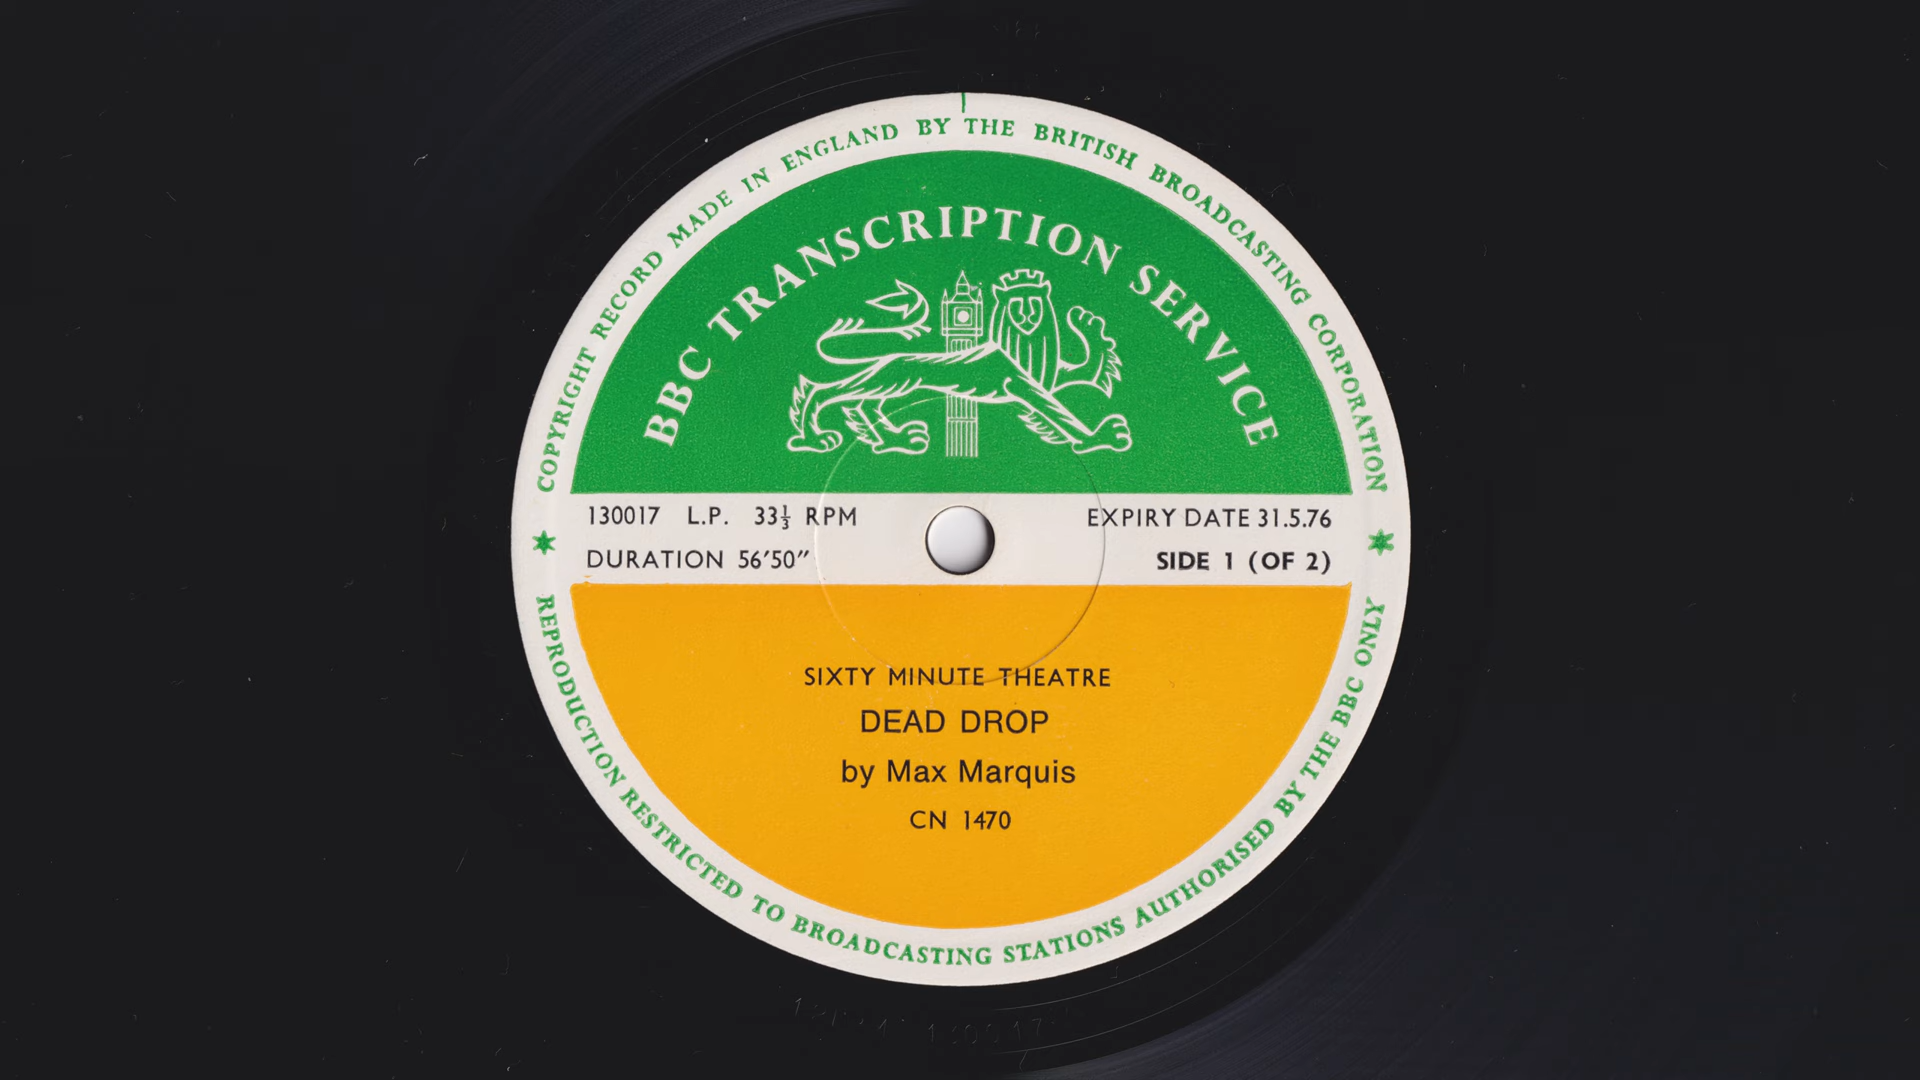 COPYRIGHT RECORD MADE IN ENGLAND BY THE BRITISH BROADCASTING CORPORATION
BBC TRANSCRIPTION SERVICE
130017 L.P. 33⅓ RPM
EXPIRY DATE 31.5.76
DURATION 56'50"
SIDE 1 (OF 2)
SIXTY MINUTE THEATRE
DEAD DROP
by Max Marquis
CN 1470
REPRODUCTION RESTRICTED TO BROADCASTING STATIONS AUTHORISED BY THE BBC ONLY